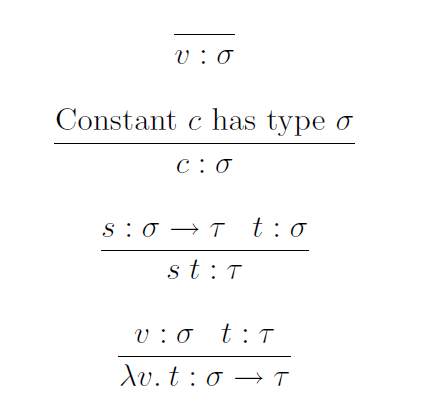 v : σ
Constant c has type σ
c : σ
s : σ → τ t : σ
s t : τ
v : σ t : τ
λv. t : σ → τ